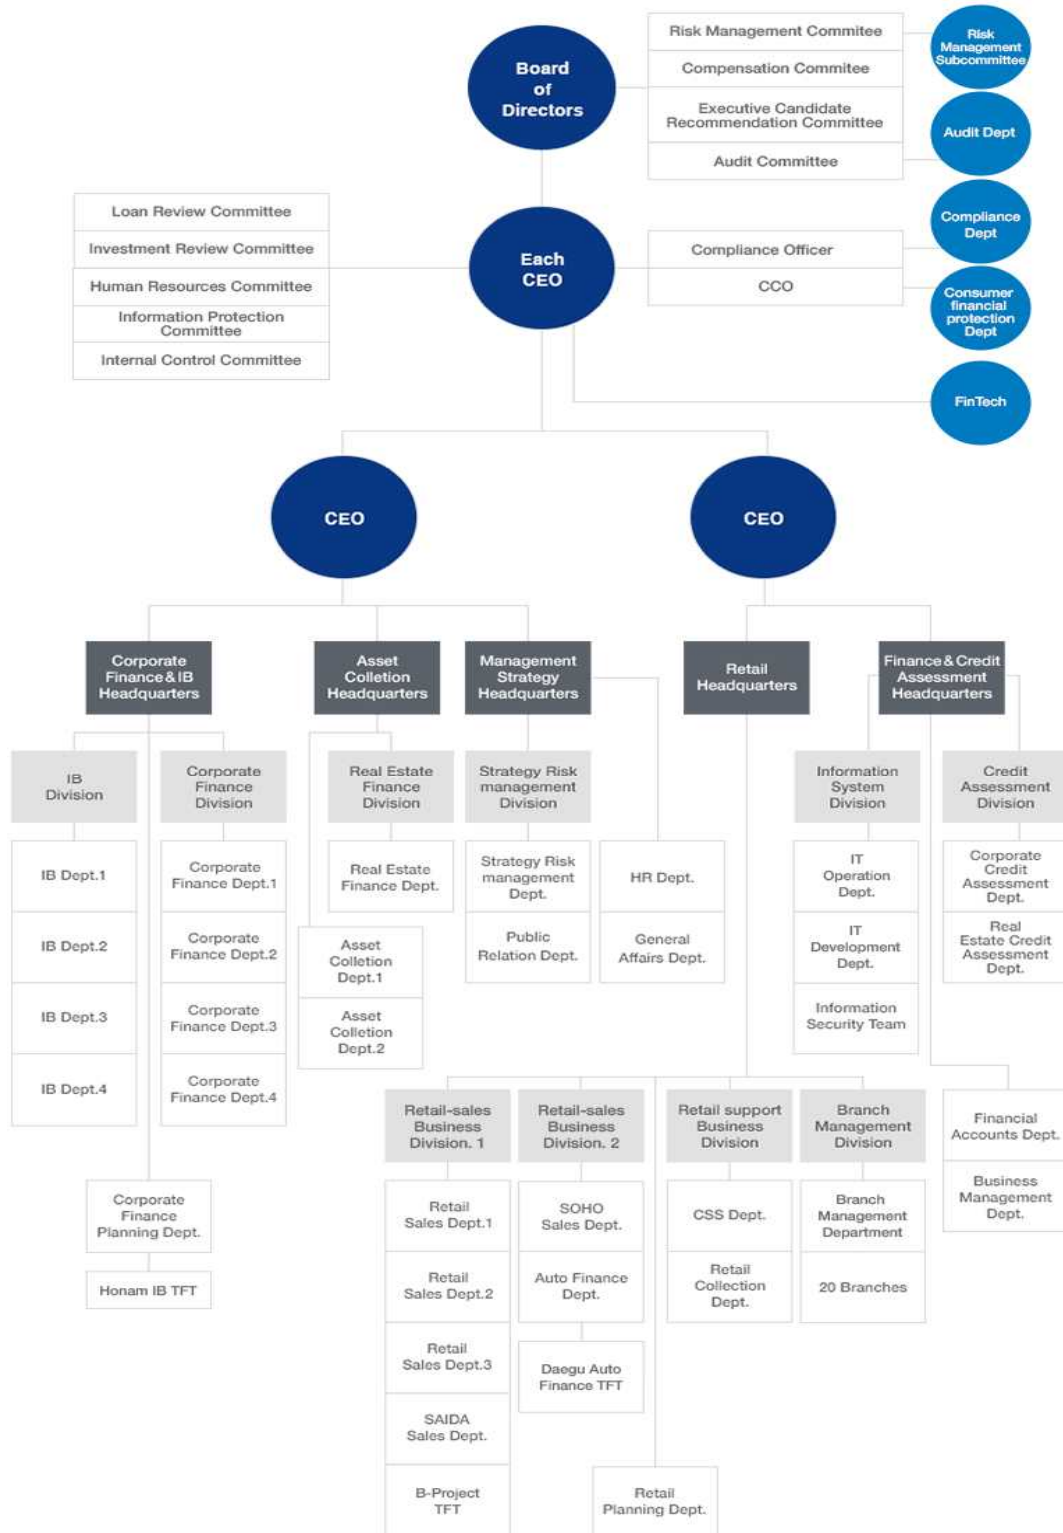 Board
of
Directors
Risk Management Commitee
Compensation Commitee
Executive Candidate
Recommendation Committee
Audit Committee
Risk
Management
Subcommittee
Audit Dept
Loan Review Committee
Investment Review Committee
Human Resources Committee
Information Protection
Committee
Internal Control Committee
Each
CEO
Compliance Officer
CCO
Compliance
Dept
Consumer
financial
protection
Dept
FinTech
CEO
CEO
Corporate
Finance & IB
Headquarters
Asset
Colletion
Headquarters
Management
Strategy
Headquarters
Retail
Headquarters
Finance & Credit
Assessment
Headquarters
IB
Division
Corporate
Finance
Division
Real Estate
Finance
Division
Strategy Risk
management
Division
Information
System
Division
Credit
Assessment
Division
IB Dept.1
IB Dept.2
IB Dept.3
IB Dept.4
Corporate
Finance Dept.1
Corporate
Finance Dept.2
Corporate
Finance Dept.3
Corporate
Finance Dept.4
Real Estate
Finance Dept.
Asset
Colletion
Dept.1
Asset
Colletion
Dept.2
Strategy Risk
management
Dept.
Public
Relation Dept.
HR Dept.
General
Affairs Dept.
IT
Operation
Dept.
IT
Development
Dept.
Information
Security Team
Corporate
Credit
Assessment
Dept.
Real
Estate Credit
Assessment
Dept.
Corporate
Finance
Planning Dept.
Honam IB TFT
Retail-sales
Business
Division. 1
Retail-sales
Business
Division. 2
Retail support
Business
Division
Branch
Management
Division
Financial
Accounts Dept.
Business
Management
Dept.
Retail
Sales Dept.1
Retail
Sales Dept.2
Retail
Sales Dept.3
SAIDA
Sales Dept.
B-Project
TFT
SOHO
Sales Dept.
Auto Finance
Dept.
Daegu Auto
Finance TFT
CSS Dept.
Retail
Collection
Dept.
Branch
Management
Department
20 Branches
Retail
Planning Dept.